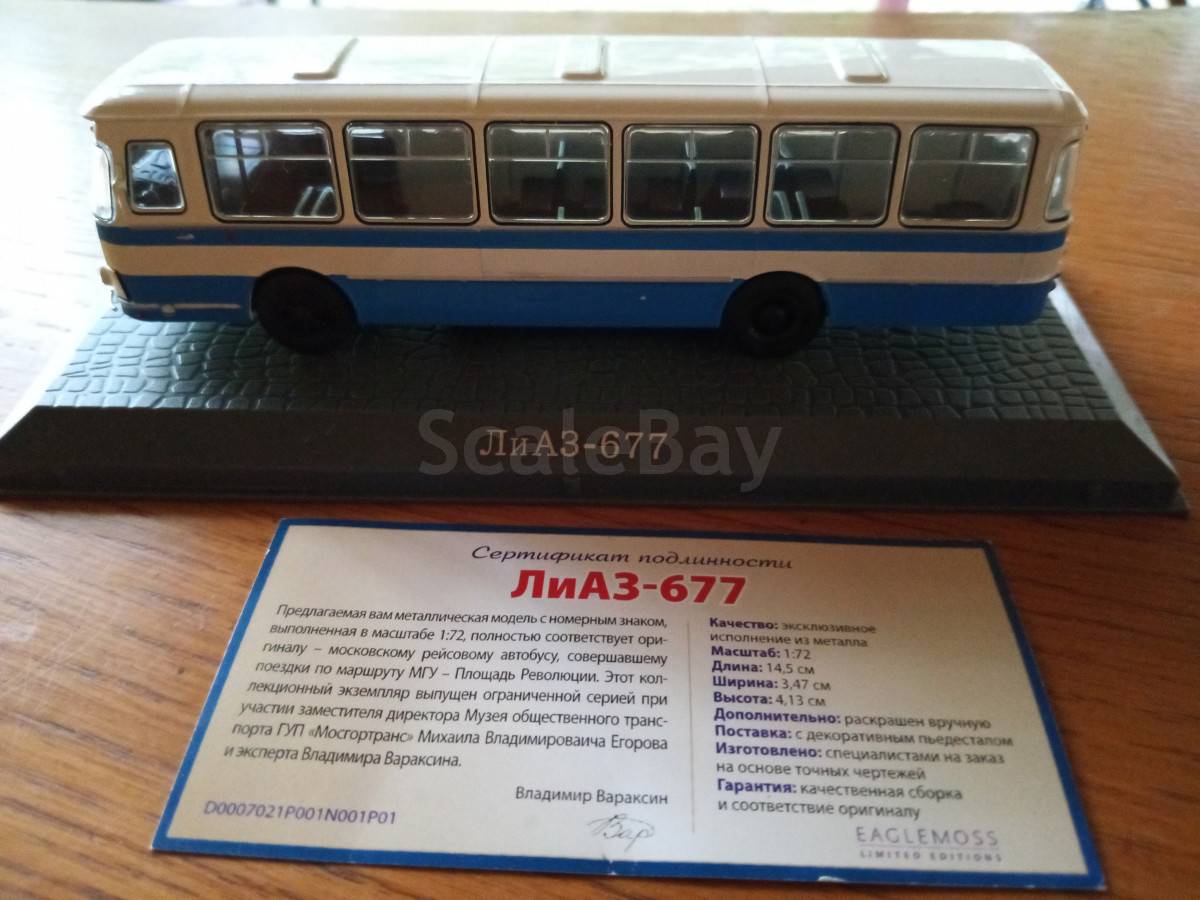 ЛиАЗ-677
ScaleBay
Сертификат подлинности
ЛиАЗ-677
Предлагаемая вам металлическая модель с номерным знаком,
выполненная в масштабе 1:72, полностью соответствует ори-
гиналу – московскому рейсовому автобусу, совершавшему
поездки по маршруту МГУ – Площадь Революции. Этот кол-
лекционный экземпляр выпущен ограниченной серией при
участии заместителя директора Музея общественного транс-
порта ГУП «Мосгортранс» Михаила Владимироваича Егорова
и эксперта Владимира Вараксина.
Владимир Вараксин
Вар
D0007021P001N001P01
Качество: эксклюзивное
исполнение из металла
Масштаб: 1:72
Длина: 14,5 см
Ширина: 3,47 см
Высота: 4,13 см
Дополнительно: раскрашен вручную
Поставка: с декоративным пьедесталом
Изготовлено: специалистами на заказ
на основе точных чертежей
Гарантия: качественная сборка
и соответствие оригиналу
EAGLEMOSS
LIMITED EDITIONS